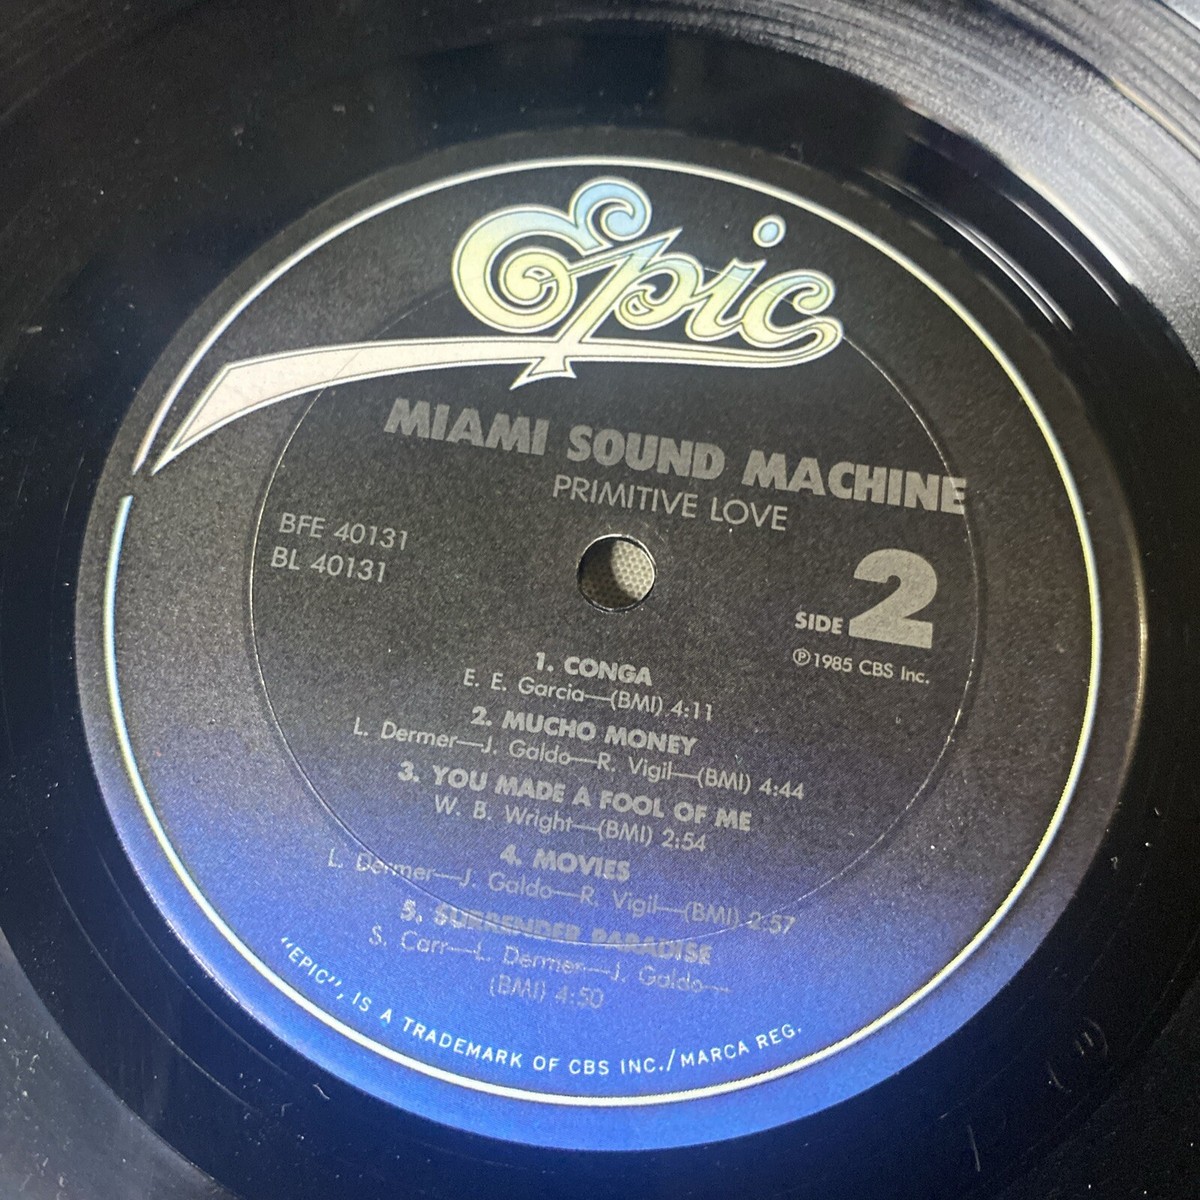 Epic
MIAMI SOUND MACHINE
PRIMITIVE LOVE
BFE 40131
BL 40131
SIDE 2
℗1985 CBS Inc.
1. CONGA
E. E. Garcia—(BMI) 4:11
2. MUCHO MONEY
L. Dermer—J. Galdo—R. Vigil—(BMI) 4:44
3. YOU MADE A FOOL OF ME
W. B. Wright—(BMI) 2:54
4. MOVIES
L. Dermer—J. Galdo—R. Vigil—(BMI) 2:57
5. SURRENDER PARADISE
S. Carr—L. Dermer—J. Galdo—
(BMI) 4:50
"EPIC", IS A TRADEMARK OF CBS INC./MARCA REG.